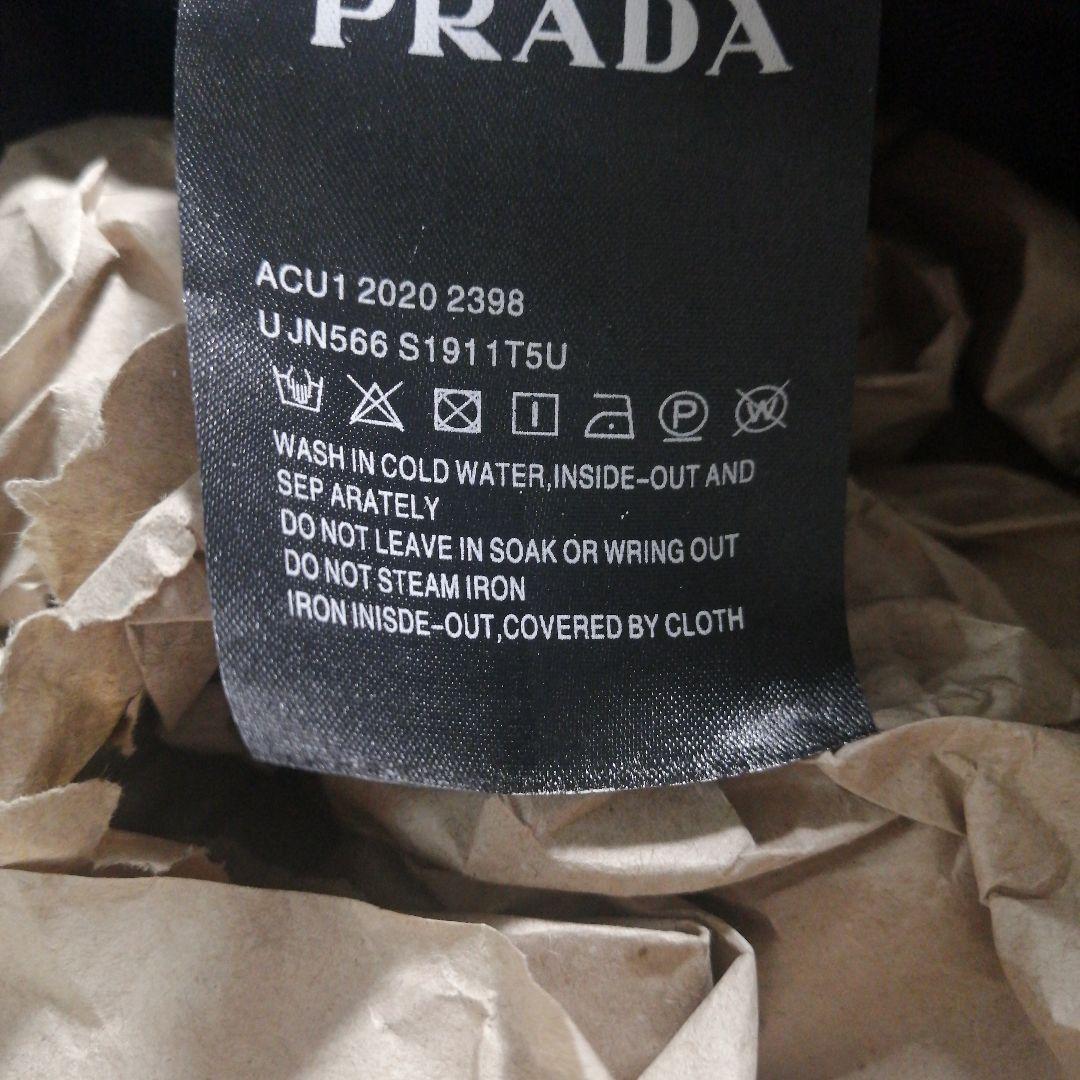 PRADA
ACU1 2020 2398
U JN566 S1911T5U
P W
WASH IN COLD WATER,INSIDE-OUT AND
SEP ARATELY
DO NOT LEAVE IN SOAK OR WRING OUT
DO NOT STEAM IRON
IRON INISDE-OUT,COVERED BY CLOTH